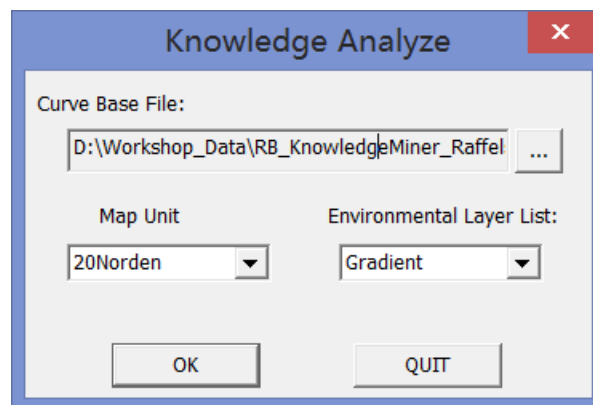 Knowledge Analyze
Curve Base File:
D:\Workshop_Data\RB_KnowledgeMiner_Raffel
...
Map Unit
Environmental Layer List:
20Norden
Gradient
OK
QUIT